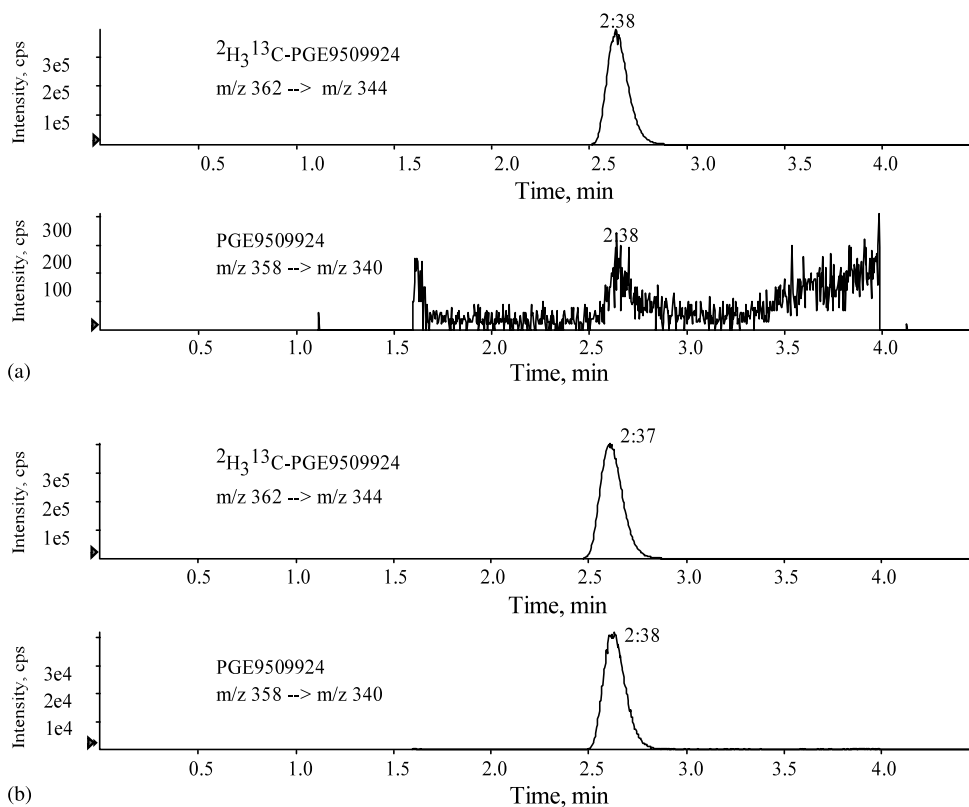 2:38
²H₃¹³C-PGE9509924
m/z 362 --> m/z 344
Intensity, cps
3e5
2e5
1e5
0.5 1.0 1.5 2.0 2.5 3.0 3.5 4.0
Time, min
300
200
100
Intensity, cps
PGE9509924
m/z 358 --> m/z 340
2:38
0.5 1.0 1.5 2.0 2.5 3.0 3.5 4.0
Time, min
(a)
2:37
²H₃¹³C-PGE9509924
m/z 362 --> m/z 344
Intensity, cps
3e5
2e5
1e5
0.5 1.0 1.5 2.0 2.5 3.0 3.5 4.0
Time, min
2:38
PGE9509924
m/z 358 --> m/z 340
Intensity, cps
3e4
2e4
1e4
0.5 1.0 1.5 2.0 2.5 3.0 3.5 4.0
Time, min
(b)